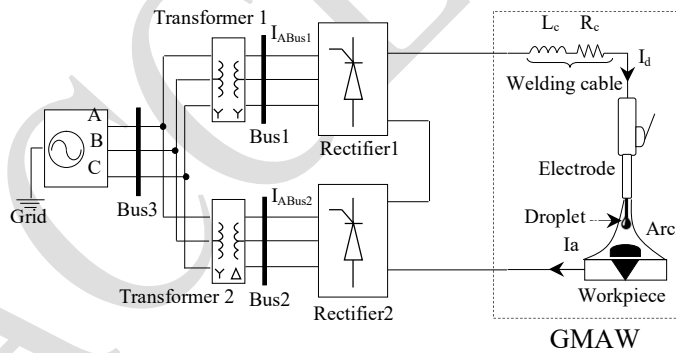 Transformer 1
I_ABus1
L_c
R_c
I_d
Welding cable
A
B
C
Bus1
Rectifier1
Electrode
Grid
Bus3
I_ABus2
Droplet
Arc
Ia
Transformer 2
Bus2
Rectifier2
Workpiece
GMAW